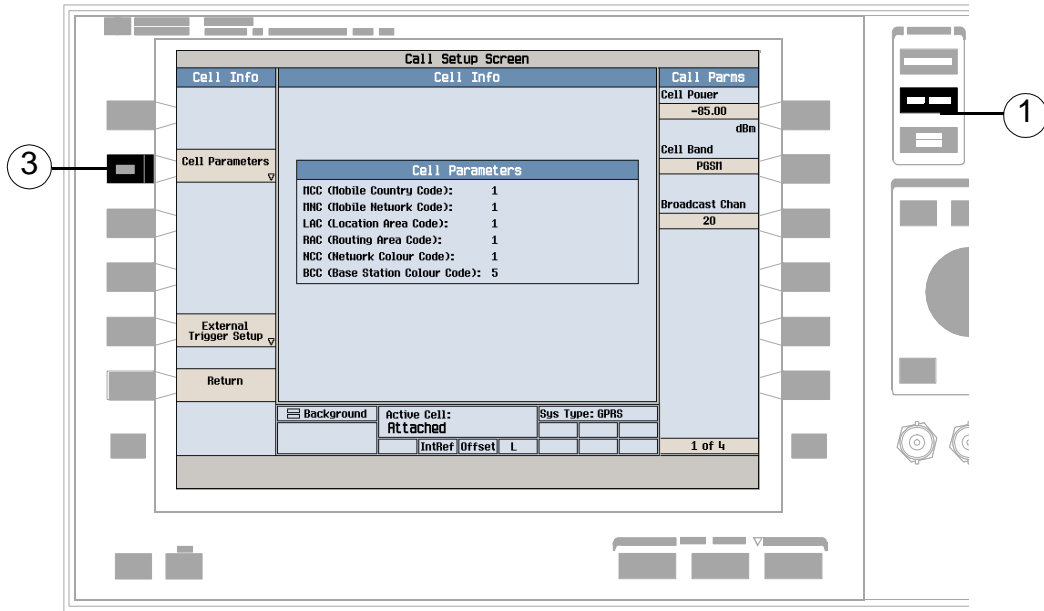 Call Setup Screen
Cell Info
Cell Info
Call Parms
Cell Power
-85.00
dBm
Cell Parameters
Cell Band
PGSM
Broadcast Chan
20
Cell Parameters
MCC (Mobile Country Code): 1
MNC (Mobile Network Code): 1
LAC (Location Area Code): 1
RAC (Routing Area Code): 1
NCC (Network Colour Code): 1
BCC (Base Station Colour Code): 5
External
Trigger Setup
Return
Background
Active Cell:
Attached
Sys Type: GPRS
IntRef Offset L
1 of 4
1
3